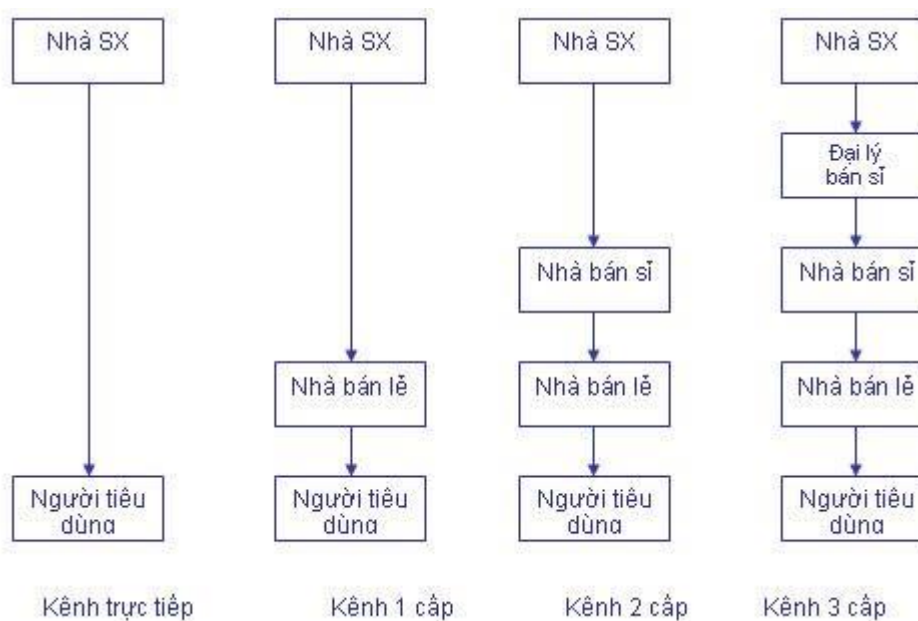 Nhà SX
Nhà SX
Nhà SX
Nhà SX
Đại lý
bán sỉ
Nhà bán sỉ
Nhà bán sỉ
Nhà bán lẻ
Nhà bán lẻ
Nhà bán lẻ
Người tiêu
dùng
Người tiêu
dùng
Người tiêu
dùng
Người tiêu
dùng
Kênh trực tiếp
Kênh 1 cấp
Kênh 2 cấp
Kênh 3 cấp